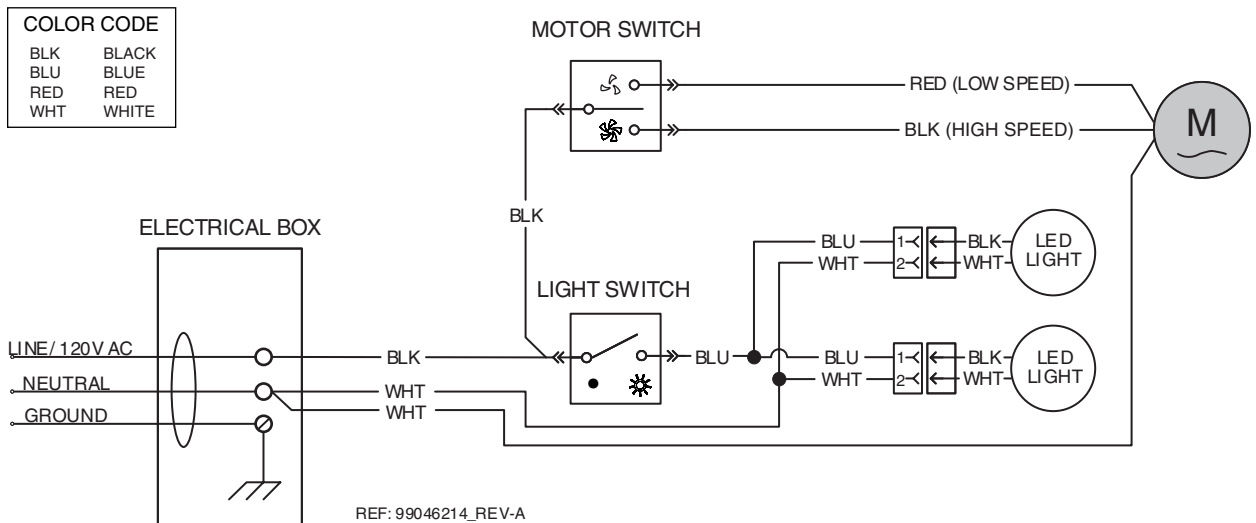 COLOR CODE
BLK BLACK
BLU BLUE
RED RED
WHT WHITE
MOTOR SWITCH
RED (LOW SPEED)
BLK (HIGH SPEED)
M
BLK
ELECTRICAL BOX
BLU 1 BLK
WHT 2 WHT
LED
LIGHT
LIGHT SWITCH
LINE/120V AC
BLK
BLU
BLU 1 BLK
WHT 2 WHT
LED
LIGHT
NEUTRAL
WHT
WHT
GROUND
REF: 99046214_REV-A